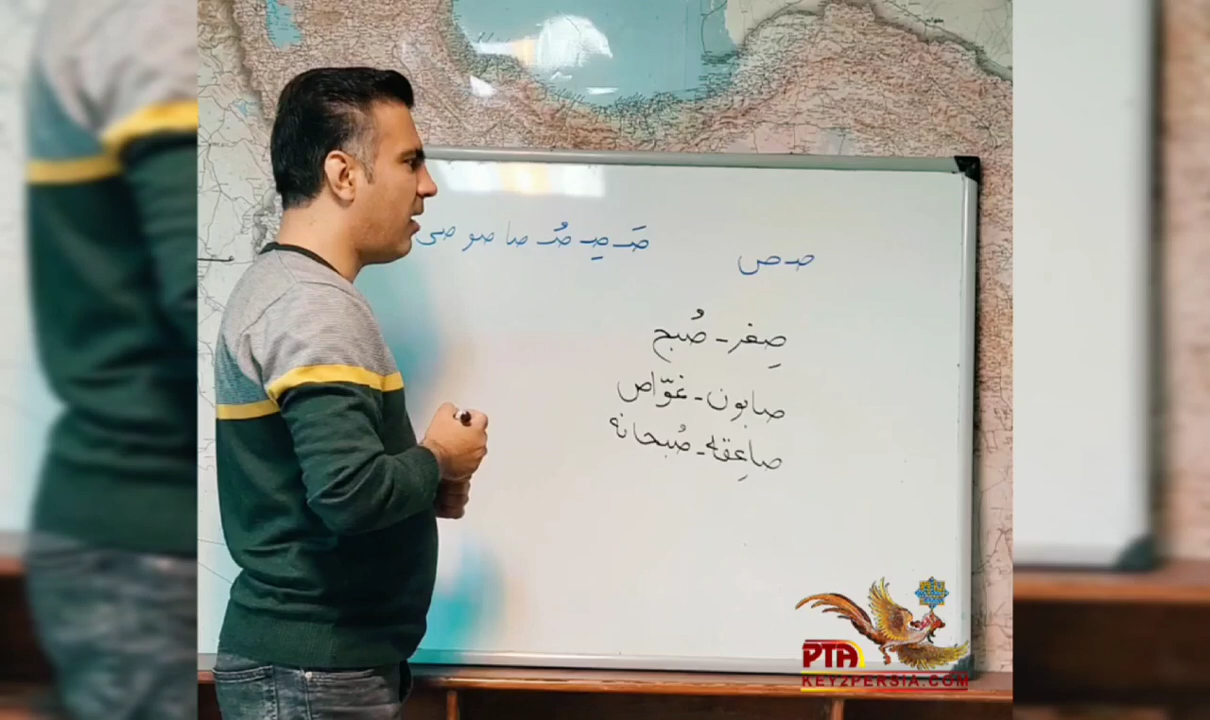 صـ ص
صَـ صِـ صُـ صا صو صی
صِفر - صُبح
صابون - غوّاص
صاعِقه - صُبحانه
PTA
KEYZPERSIA.COM